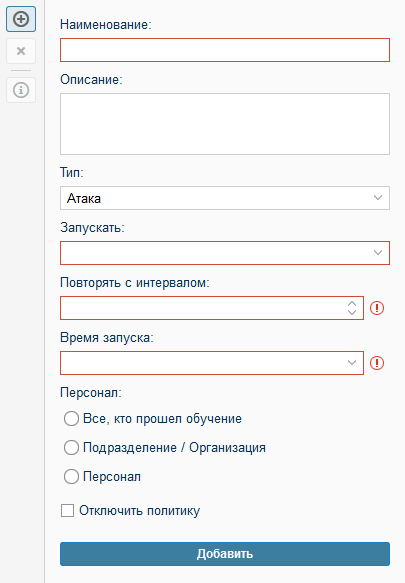 Наименование:
Описание:
Тип:
Атака
Запускать:
Повторять с интервалом:
Время запуска:
Персонал:
Все, кто прошел обучение
Подразделение / Организация
Персонал
Отключить политику
Добавить